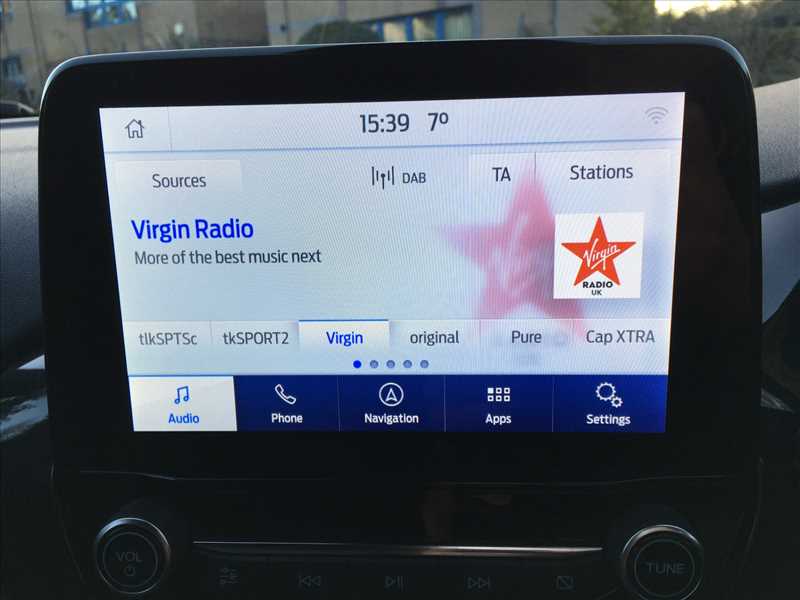 15:39 7º
Sources
DAB
TA
Stations
Virgin Radio
More of the best music next
Virgin
RADIO
UK
tlkSPTSc
tkSPORT2
Virgin
original
Pure
Cap XTRA
Audio
Phone
Navigation
Apps
Settings
VOL
TUNE